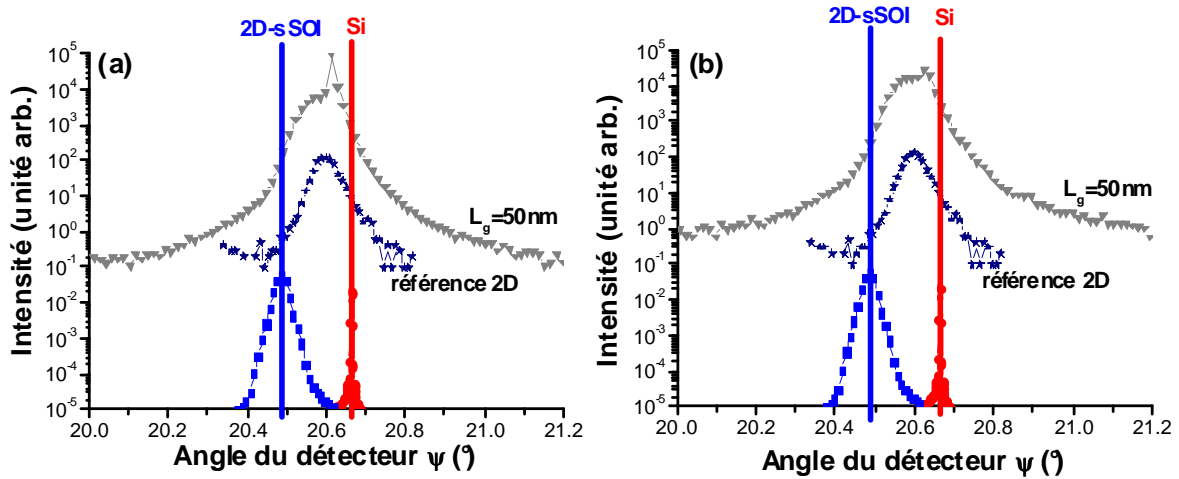 2D-sSOI Si
(a)
Intensité (unité arb.)
10^5
10^4
10^3
10^2
10^1
10^0
10^-1
10^-2
10^-3
10^-4
10^-5
L_g=50nm
référence 2D
20.0 20.2 20.4 20.6 20.8 21.0 21.2
Angle du détecteur ψ (°)
2D-sSOI Si
(b)
Intensité (unité arb.)
10^5
10^4
10^3
10^2
10^1
10^0
10^-1
10^-2
10^-3
10^-4
10^-5
L_g=50nm
référence 2D
20.0 20.2 20.4 20.6 20.8 21.0 21.2
Angle du détecteur ψ (°)